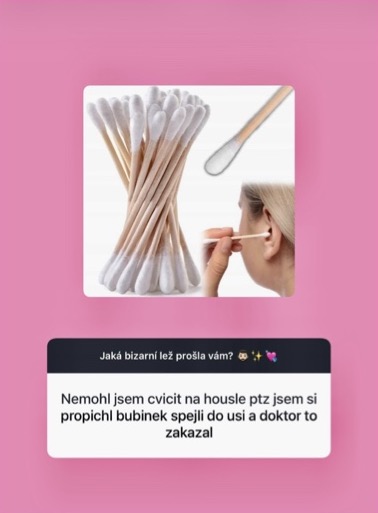 Jaká bizarní lež prošla vám? 🧔🏻✨💘
Nemohl jsem cvicit na housle ptz jsem si
propichl bubinek spejli do usi a doktor to
zakazal